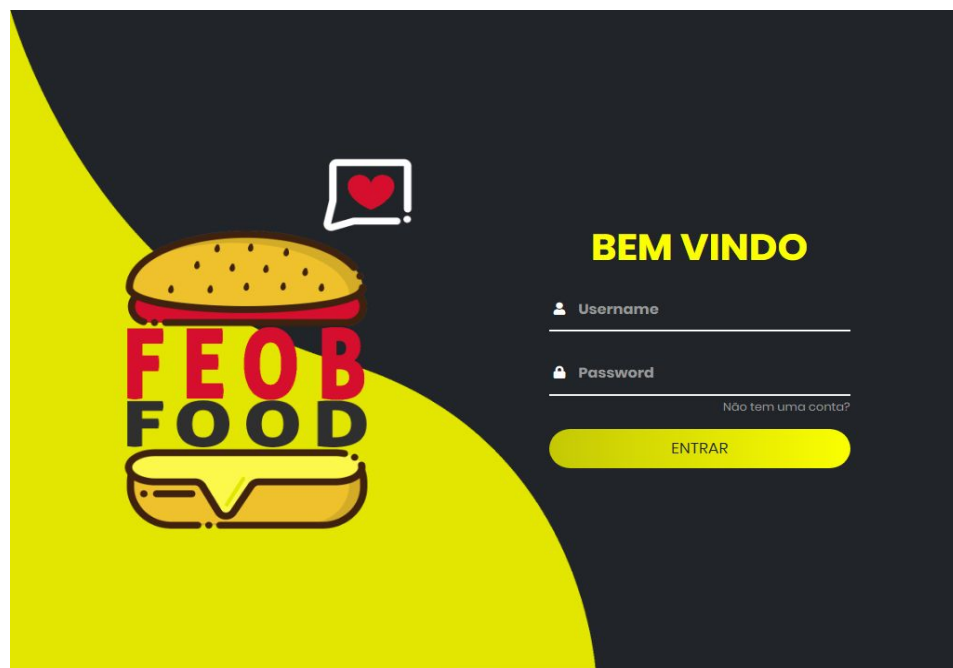 FEOB
FOOD
BEM VINDO
Username
Password
Não tem uma conta?
ENTRAR